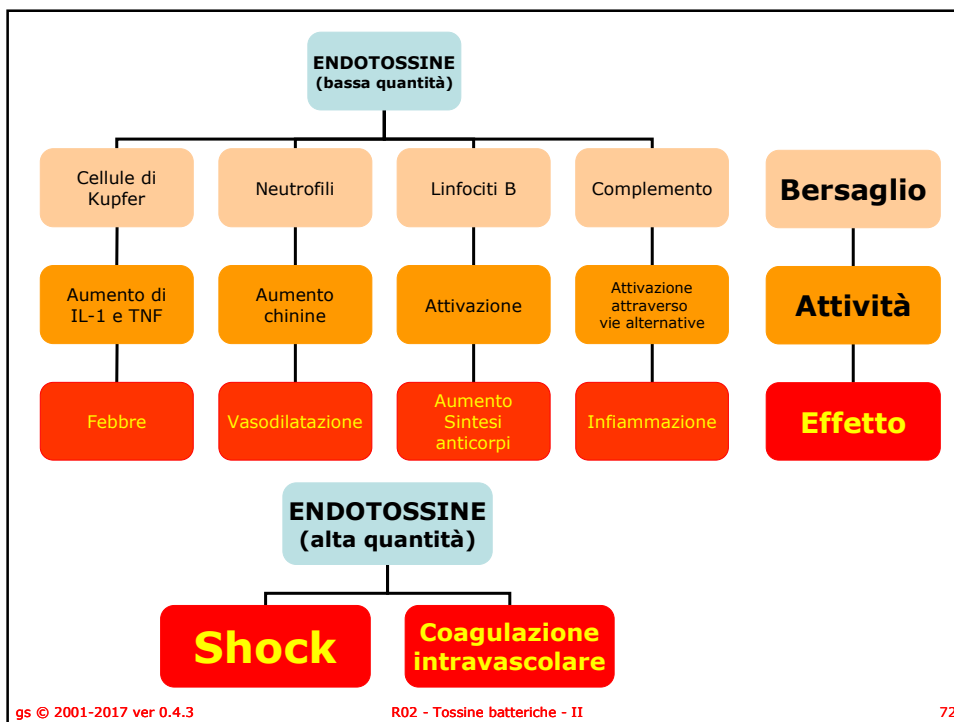 ENDOTOSSINE
(bassa quantità)
Cellule di
Kupfer
Neutrofili
Linfociti B
Complemento
Bersaglio
Aumento di
IL-1 e TNF
Aumento
chinine
Attivazione
Attivazione
attraverso
vie alternative
Attività
Febbre
Vasodilatazione
Aumento
Sintesi
anticorpi
Infiammazione
Effetto
ENDOTOSSINE
(alta quantità)
Shock
Coagulazione
intravascolare
gs © 2001-2017 ver 0.4.3
R02 - Tossine batteriche - II
72